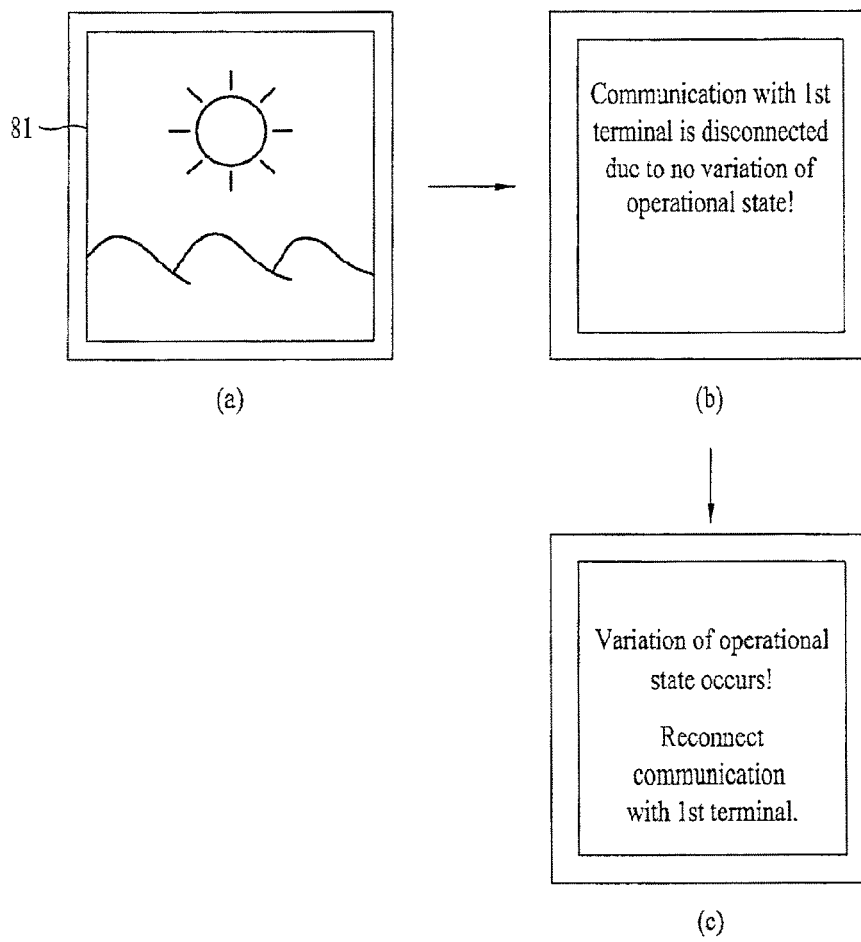 81
(a)
Communication with 1st
terminal is disconnected
due to no variation of
operational state!
(b)
Variation of operational
state occurs!
Reconnect
communication
with 1st terminal.
(c)